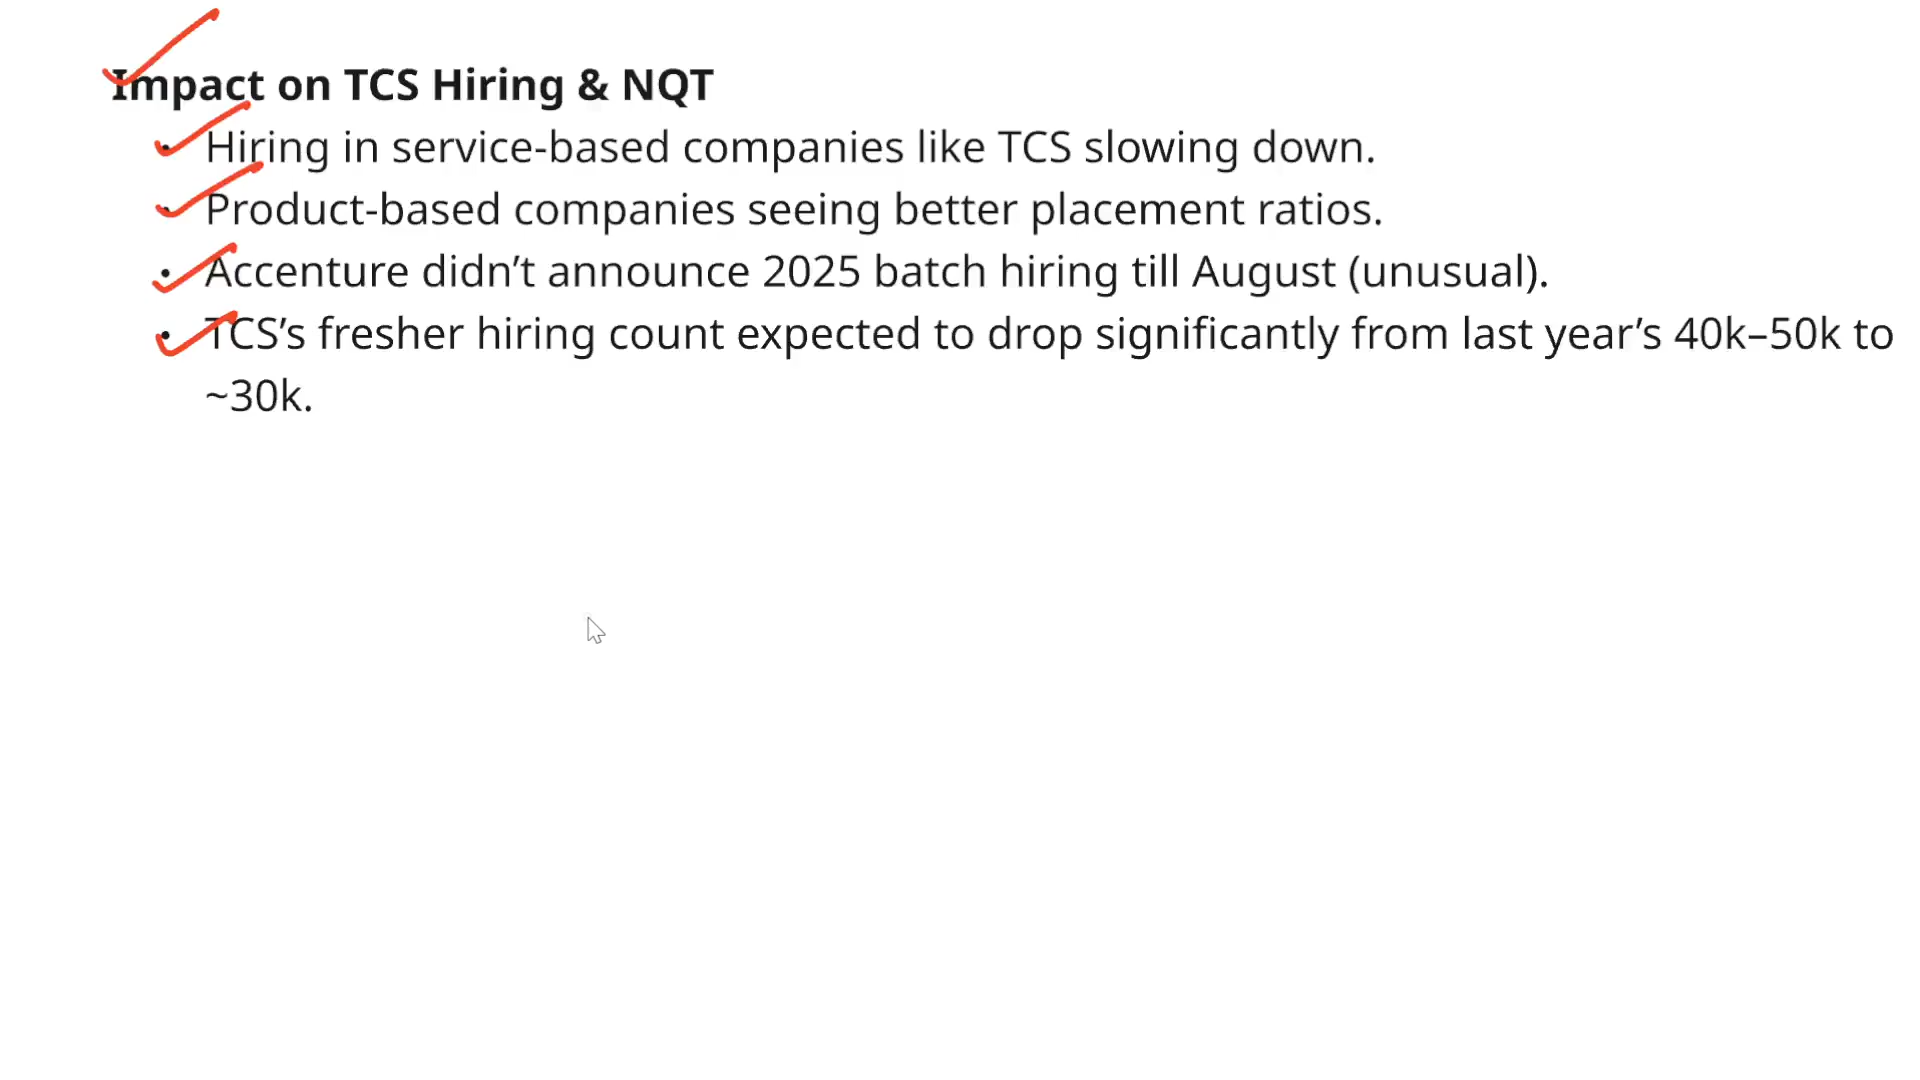 Impact on TCS Hiring & NQT
• Hiring in service-based companies like TCS slowing down.
• Product-based companies seeing better placement ratios.
• Accenture didn’t announce 2025 batch hiring till August (unusual).
• TCS’s fresher hiring count expected to drop significantly from last year’s 40k–50k to
~30k.